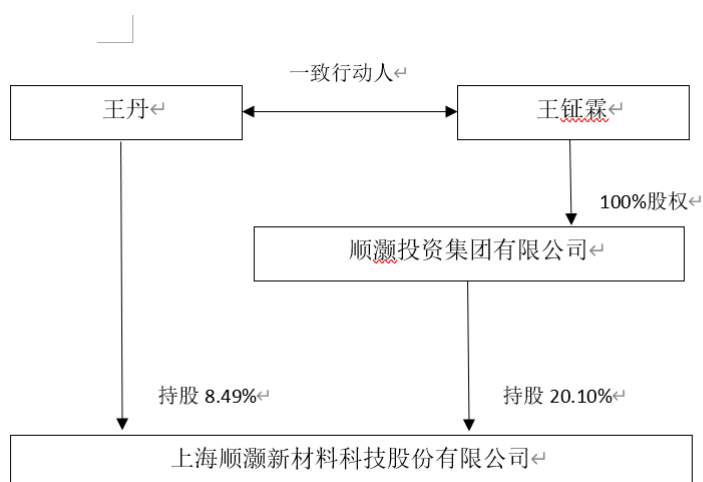 一致行动人
王丹
王钲霖
100%股权
顺灏投资集团有限公司
持股 8.49%
持股 20.10%
上海顺灏新材料科技股份有限公司